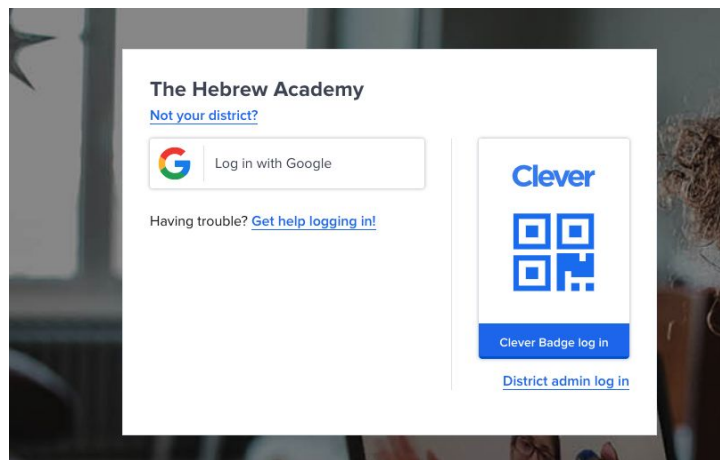 The Hebrew Academy
Not your district?
Log in with Google
Having trouble? Get help logging in!
Clever
Clever Badge log in
District admin log in